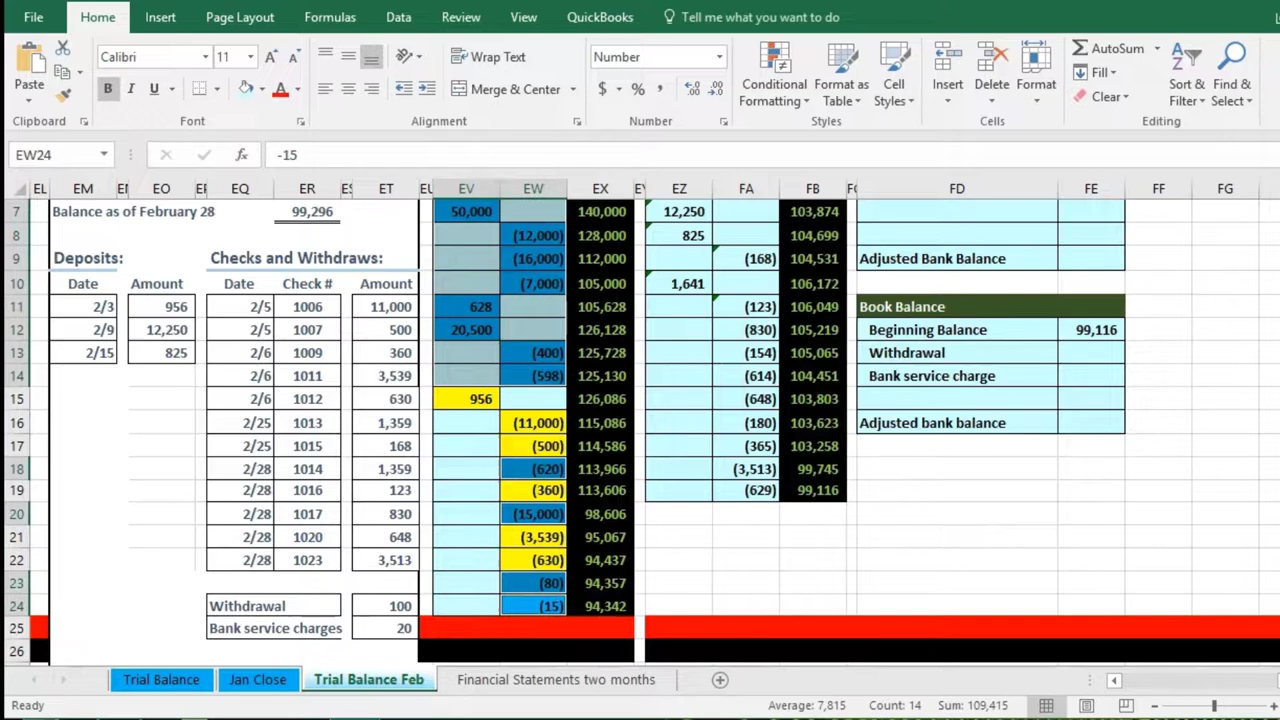 File Home Insert Page Layout Formulas Data Review View QuickBooks Tell me what you want to do
Calibri 11 Wrap Text Number
Paste B I U Merge & Center $ % , Conditional Formatting Format as Table Cell Styles Insert Delete Format AutoSum Fill Clear Sort & Filter Find & Select
Clipboard Font Alignment Number Styles Cells Editing
EW24 fx -15
EL EM EN EO EP EQ ER ES ET EU EV EW EX EY EZ FA FB FC FD FE FF FG
7 Balance as of February 28 99,296 50,000 140,000 12,250 103,874
8 (12,000) 128,000 825 104,699
9 Deposits: Checks and Withdraws: (16,000) 112,000 (168) 104,531 Adjusted Bank Balance
10 Date Amount Date Check # Amount (7,000) 105,000 1,641 106,172
11 2/3 956 2/5 1006 11,000 628 105,628 (123) 106,049 Book Balance
12 2/9 12,250 2/5 1007 500 20,500 126,128 (830) 105,219 Beginning Balance 99,116
13 2/15 825 2/6 1009 360 (400) 125,728 (154) 105,065 Withdrawal
14 2/6 1011 3,539 (598) 125,130 (614) 104,451 Bank service charge
15 2/6 1012 630 956 126,086 (648) 103,803
16 2/25 1013 1,359 (11,000) 115,086 (180) 103,623 Adjusted bank balance
17 2/25 1015 168 (500) 114,586 (365) 103,258
18 2/28 1014 1,359 (620) 113,966 (3,513) 99,745
19 2/28 1016 123 (360) 113,606 (629) 99,116
20 2/28 1017 830 (15,000) 98,606
21 2/28 1020 648 (3,539) 95,067
22 2/28 1023 3,513 (630) 94,437
23 (80) 94,357
24 Withdrawal 100 (15) 94,342
25 Bank service charges 20
26
Trial Balance Jan Close Trial Balance Feb Financial Statements two months
Ready Average: 7,815 Count: 14 Sum: 109,415